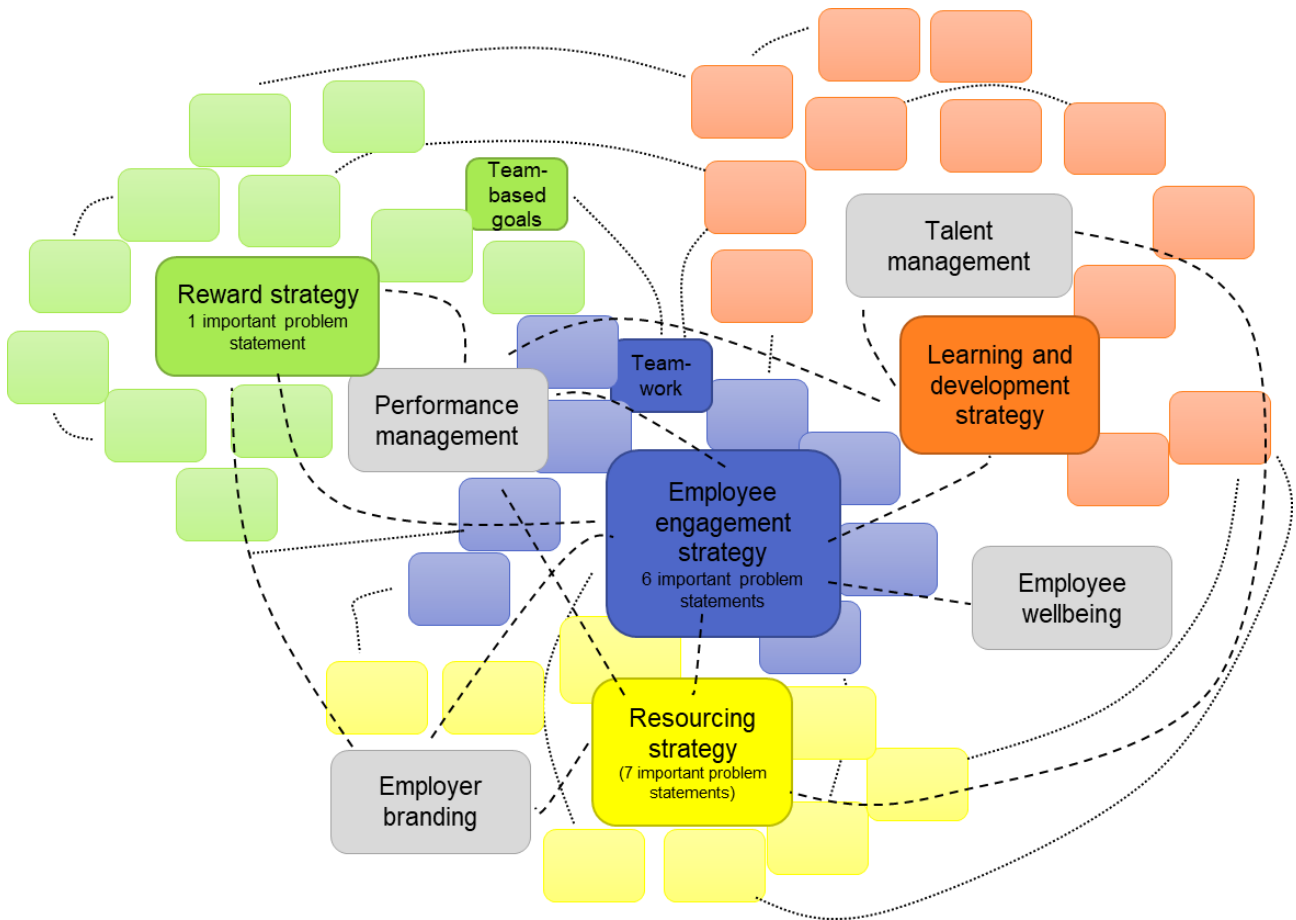 Team-
based
goals
Talent
management
Reward strategy
1 important problem
statement
Team-
work
Learning and
development
strategy
Performance
management
Employee
engagement
strategy
6 important problem
statements
Employee
wellbeing
Resourcing
strategy
(7 important problem
statements)
Employer
branding